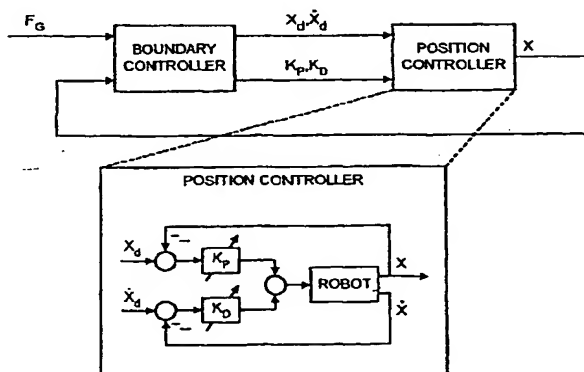 F_G
BOUNDARY
CONTROLLER
X_d,Ẋ_d
K_P,K_D
POSITION
CONTROLLER
X
POSITION CONTROLLER
X_d
K_P
Ẋ_d
K_D
ROBOT
X
Ẋ